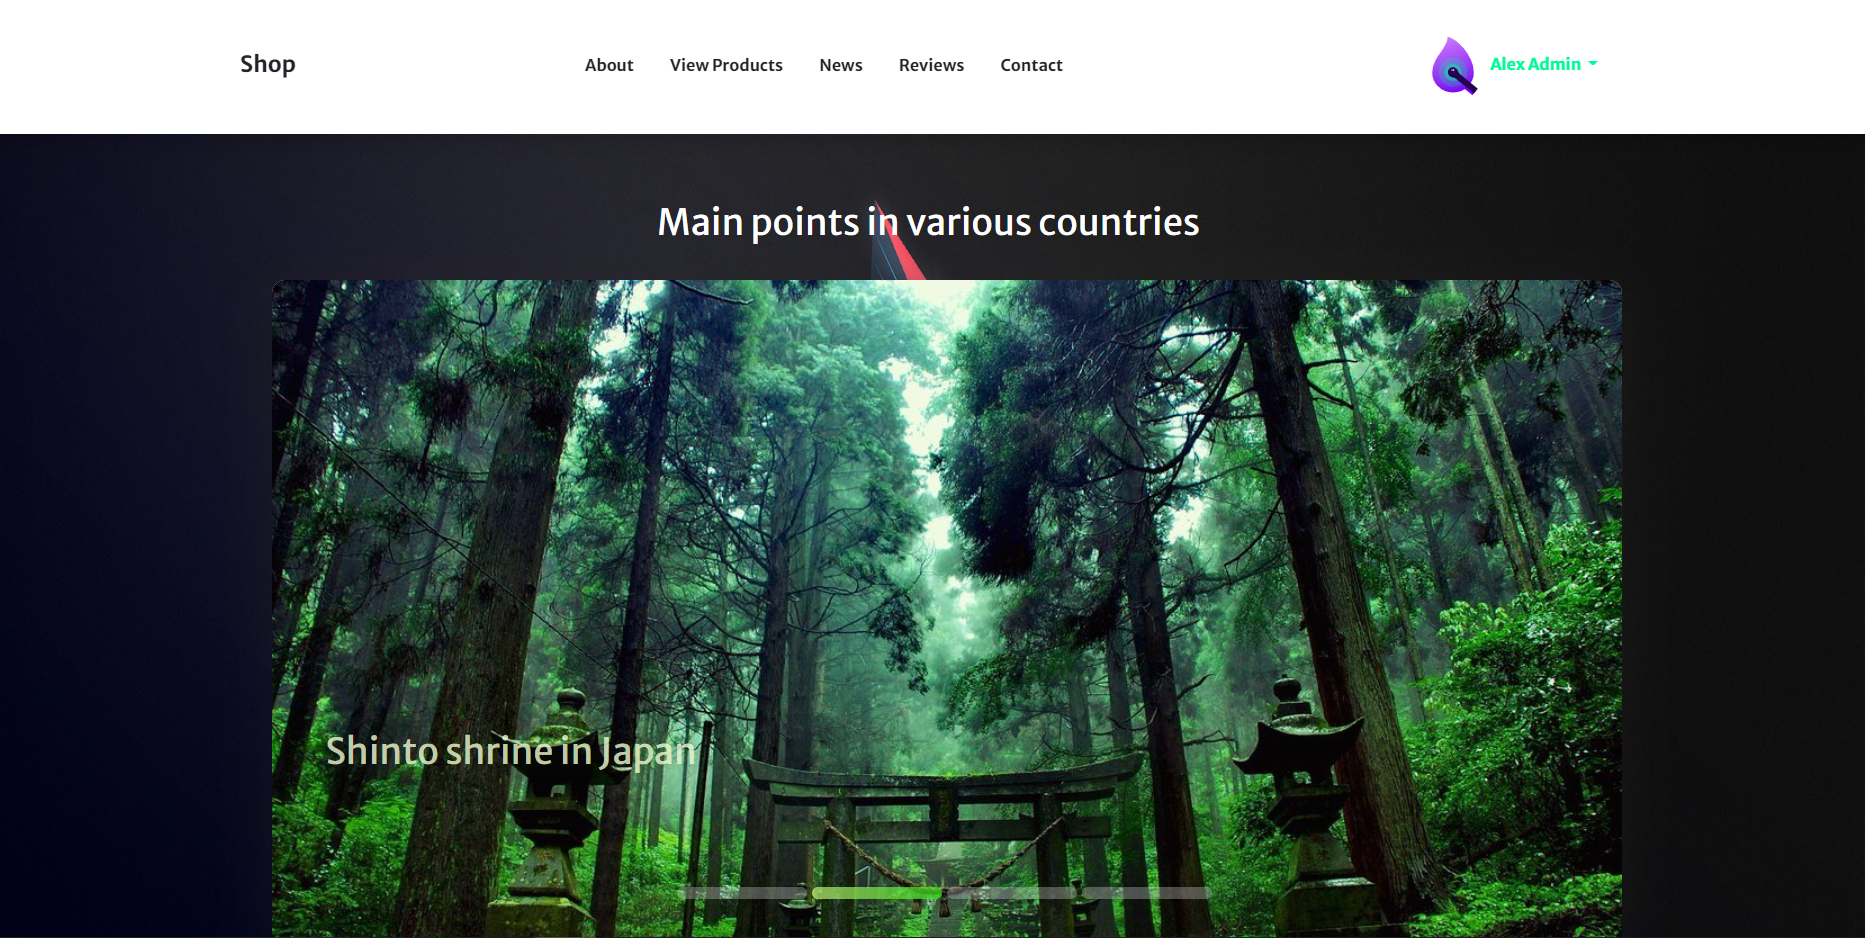 Shop
About
View Products
News
Reviews
Contact
Alex Admin
Main points in various countries
Shinto shrine in Japan